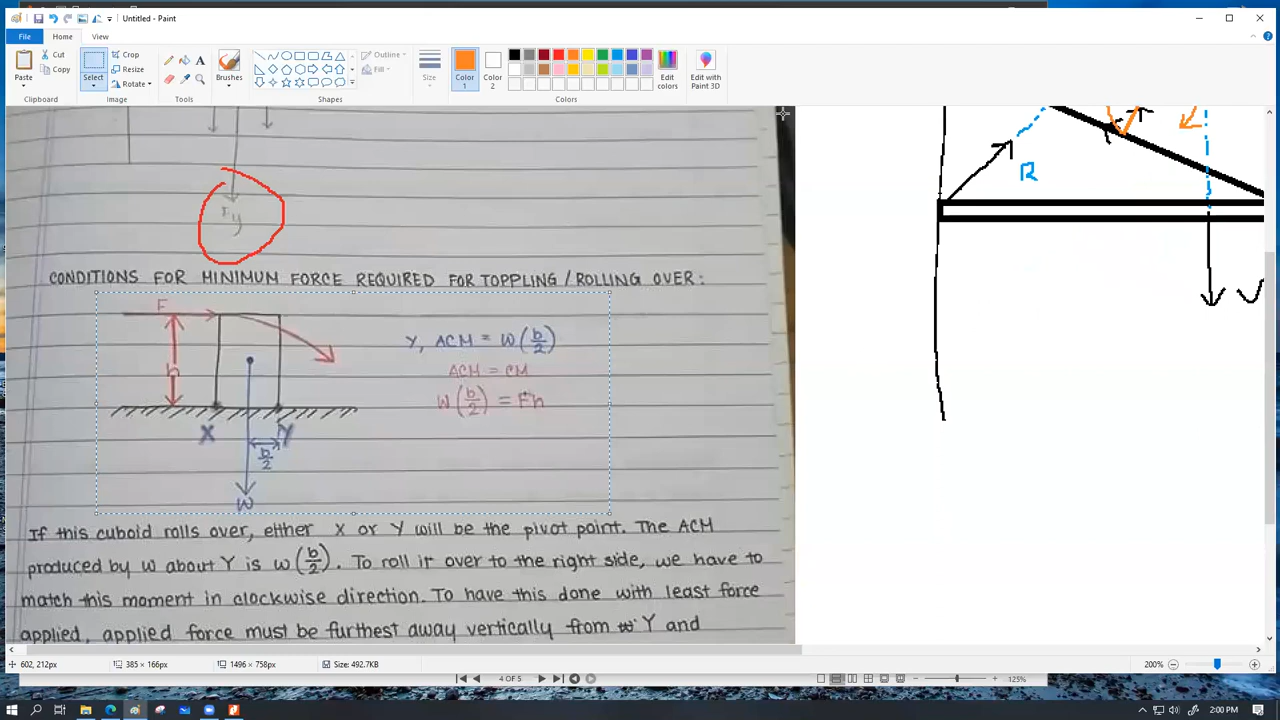 Untitled - Paint
File
Home
View
Paste
Cut
Copy
Clipboard
Select
Crop
Resize
Rotate
Image
Tools
Brushes
Shapes
Outline
Fill
Size
Color 1
Color 2
Edit colors
Edit with Paint 3D
Colors
Fy
R
CONDITIONS FOR MINIMUM FORCE REQUIRED FOR TOPPLING / ROLLING OVER :
F
h
X
Y
b/2
W
Y, ACM = W(b/2)
ACM = CM
W(b/2) = Fh
If this cuboid rolls over, either X or Y will be the pivot point. The ACM
produced by W about Y is W(b/2). To roll it over to the right side, we have to
match this moment in clockwise direction. To have this done with least force
applied, applied force must be furthest away vertically from Y and
602, 212px
385 × 166px
1496 × 758px
Size: 492.7KB
200%
4 OF 5
125%
2:00 PM